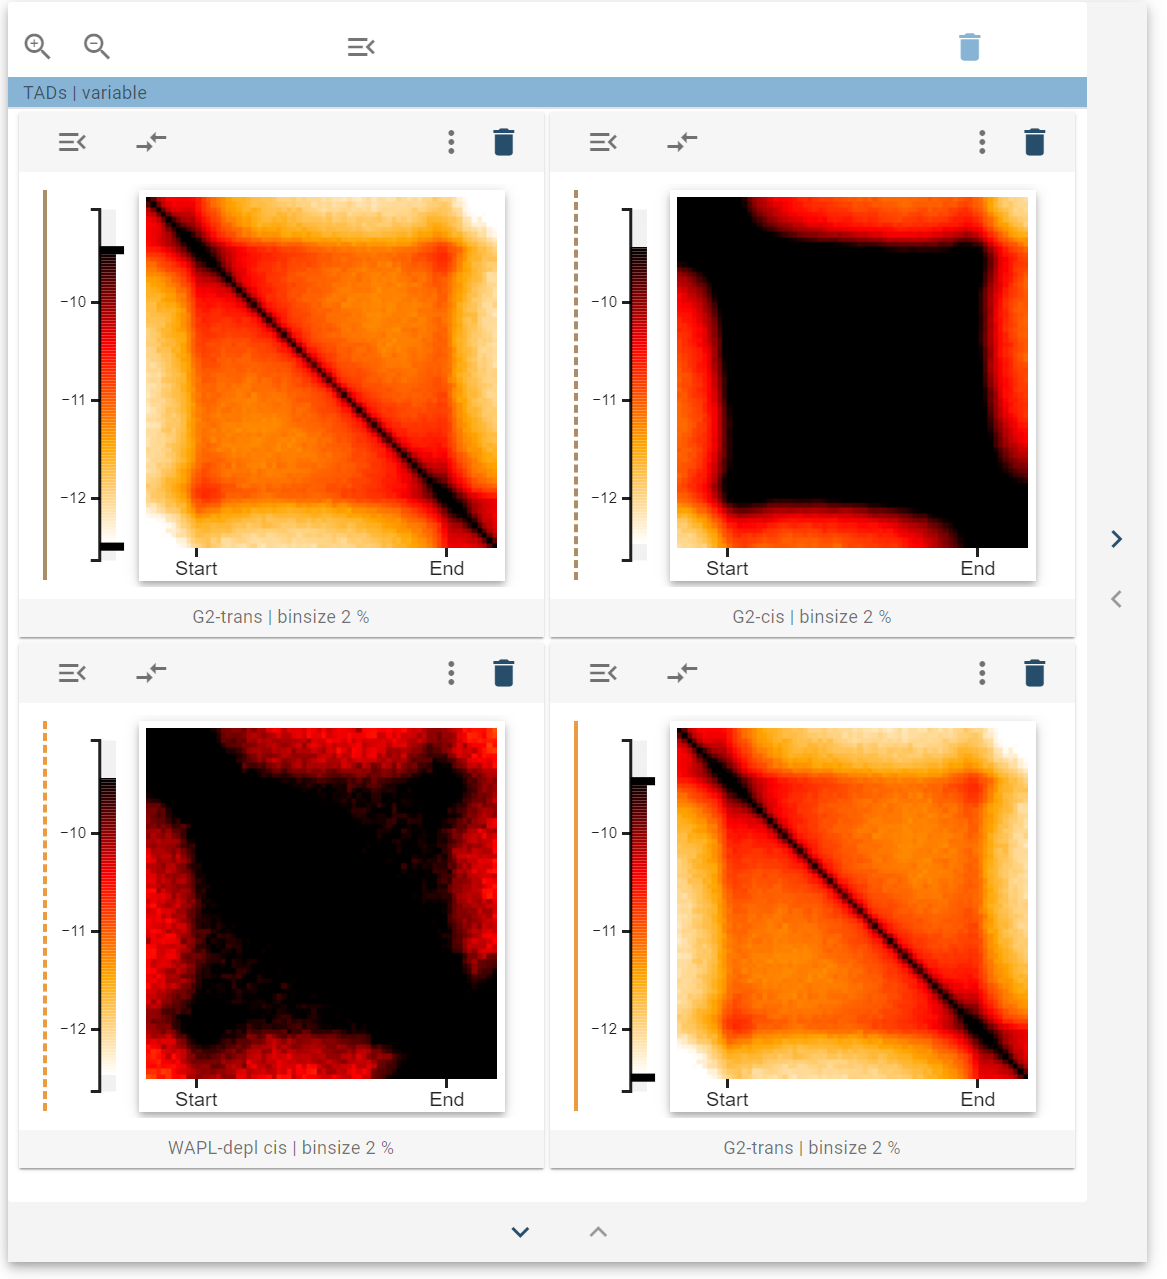 TADs | variable
−10
−11
−12
Start End
G2-trans | binsize 2 %
−10
−11
−12
Start End
G2-cis | binsize 2 %
−10
−11
−12
Start End
WAPL-depl cis | binsize 2 %
−10
−11
−12
Start End
G2-trans | binsize 2 %